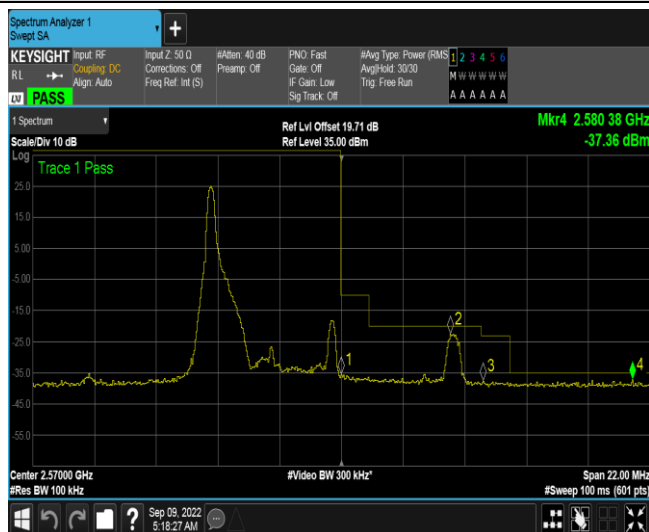 Spectrum Analyzer 1
Swept SA
+
KEYSIGHT Input: RF Input Z: 50 Ω #Atten: 40 dB PNO: Fast #Avg Type: Power (RMS 1 2 3 4 5 6
RL Coupling: DC Corrections: Off Preamp: Off Gate: Off Avg|Hold: 30/30 M W W W W W
Align: Auto Freq Ref: Int (S) IF Gain: Low Trig: Free Run
LXI PASS Sig Track: Off A A A A A A
1 Spectrum Ref Lvl Offset 19.71 dB Mkr4 2.580 38 GHz
Scale/Div 10 dB Ref Level 35.00 dBm -37.36 dBm
Log
Trace 1 Pass
25.0
15.0
5.00
-5.00
-15.0
2
-25.0
1
3
4
-35.0
-45.0
-55.0
Center 2.57000 GHz #Video BW 300 kHz* Span 22.00 MHz
#Res BW 100 kHz #Sweep 100 ms (601 pts)
? Sep 09, 2022
5:18:27 AM